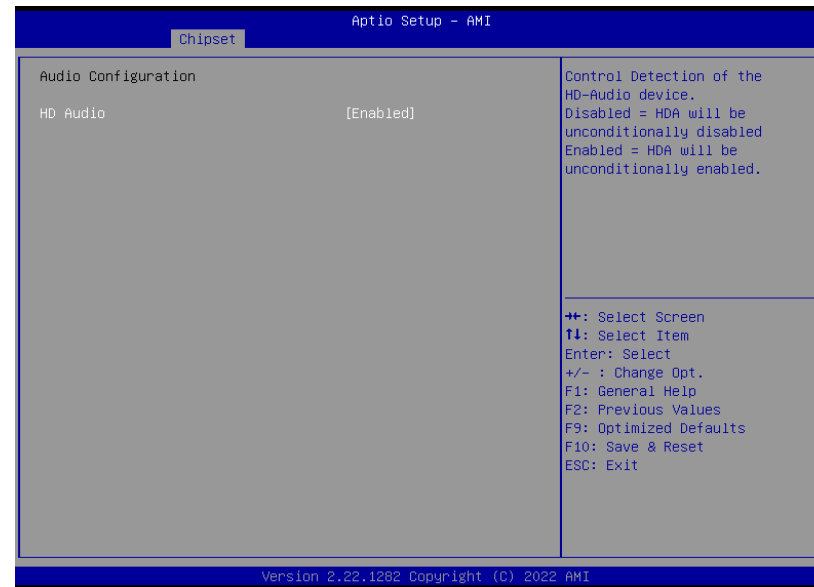 Aptio Setup – AMI
Chipset
Audio Configuration
HD Audio [Enabled]
Control Detection of the
HD-Audio device.
Disabled = HDA will be
unconditionally disabled
Enabled = HDA will be
unconditionally enabled.
→←: Select Screen
↑↓: Select Item
Enter: Select
+/- : Change Opt.
F1: General Help
F2: Previous Values
F9: Optimized Defaults
F10: Save & Reset
ESC: Exit
Version 2.22.1282 Copyright (C) 2022 AMI